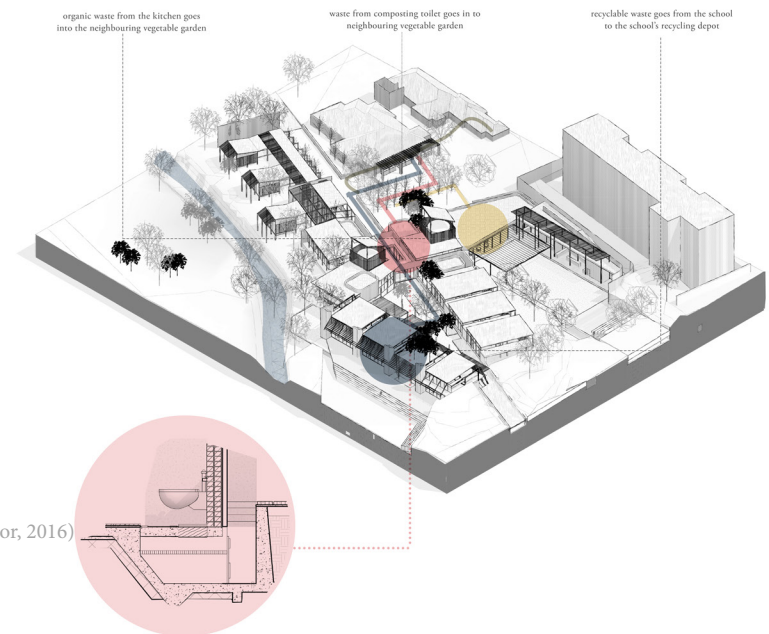 organic waste from the kitchen goes
into the neighbouring vegetable garden
waste from composting toilet goes in to
neighbouring vegetable garden
recyclable waste goes from the school
to the school's recycling depot
or, 2016)